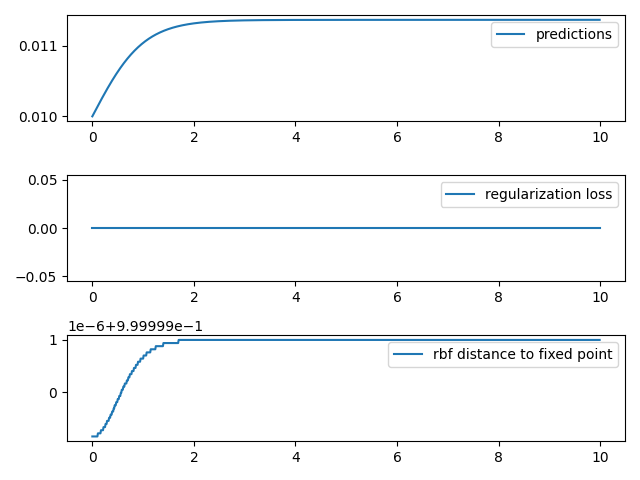 predictions
0.011
0.010
0 2 4 6 8 10
0.05
regularization loss
0.00
−0.05
0 2 4 6 8 10
1e-6+9.99999e-1
1
rbf distance to fixed point
0
0 2 4 6 8 10